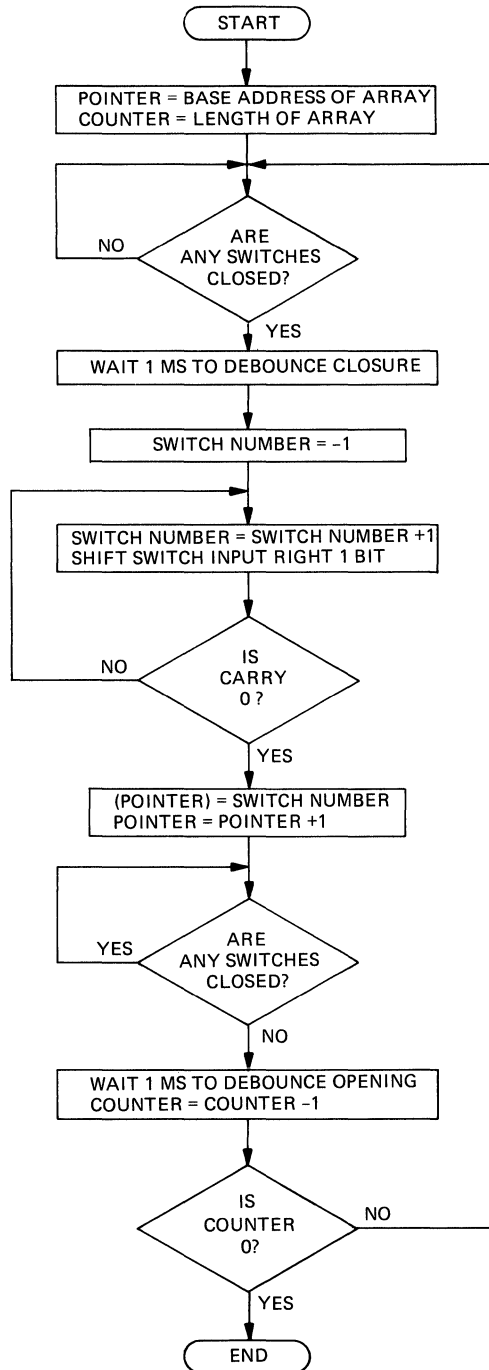 START
POINTER = BASE ADDRESS OF ARRAY
COUNTER = LENGTH OF ARRAY
ARE
ANY SWITCHES
CLOSED?
NO
YES
WAIT 1 MS TO DEBOUNCE CLOSURE
SWITCH NUMBER = –1
SWITCH NUMBER = SWITCH NUMBER +1
SHIFT SWITCH INPUT RIGHT 1 BIT
IS
CARRY
0 ?
NO
YES
(POINTER) = SWITCH NUMBER
POINTER = POINTER +1
ARE
ANY SWITCHES
CLOSED?
YES
NO
WAIT 1 MS TO DEBOUNCE OPENING
COUNTER = COUNTER –1
IS
COUNTER
0?
NO
YES
END